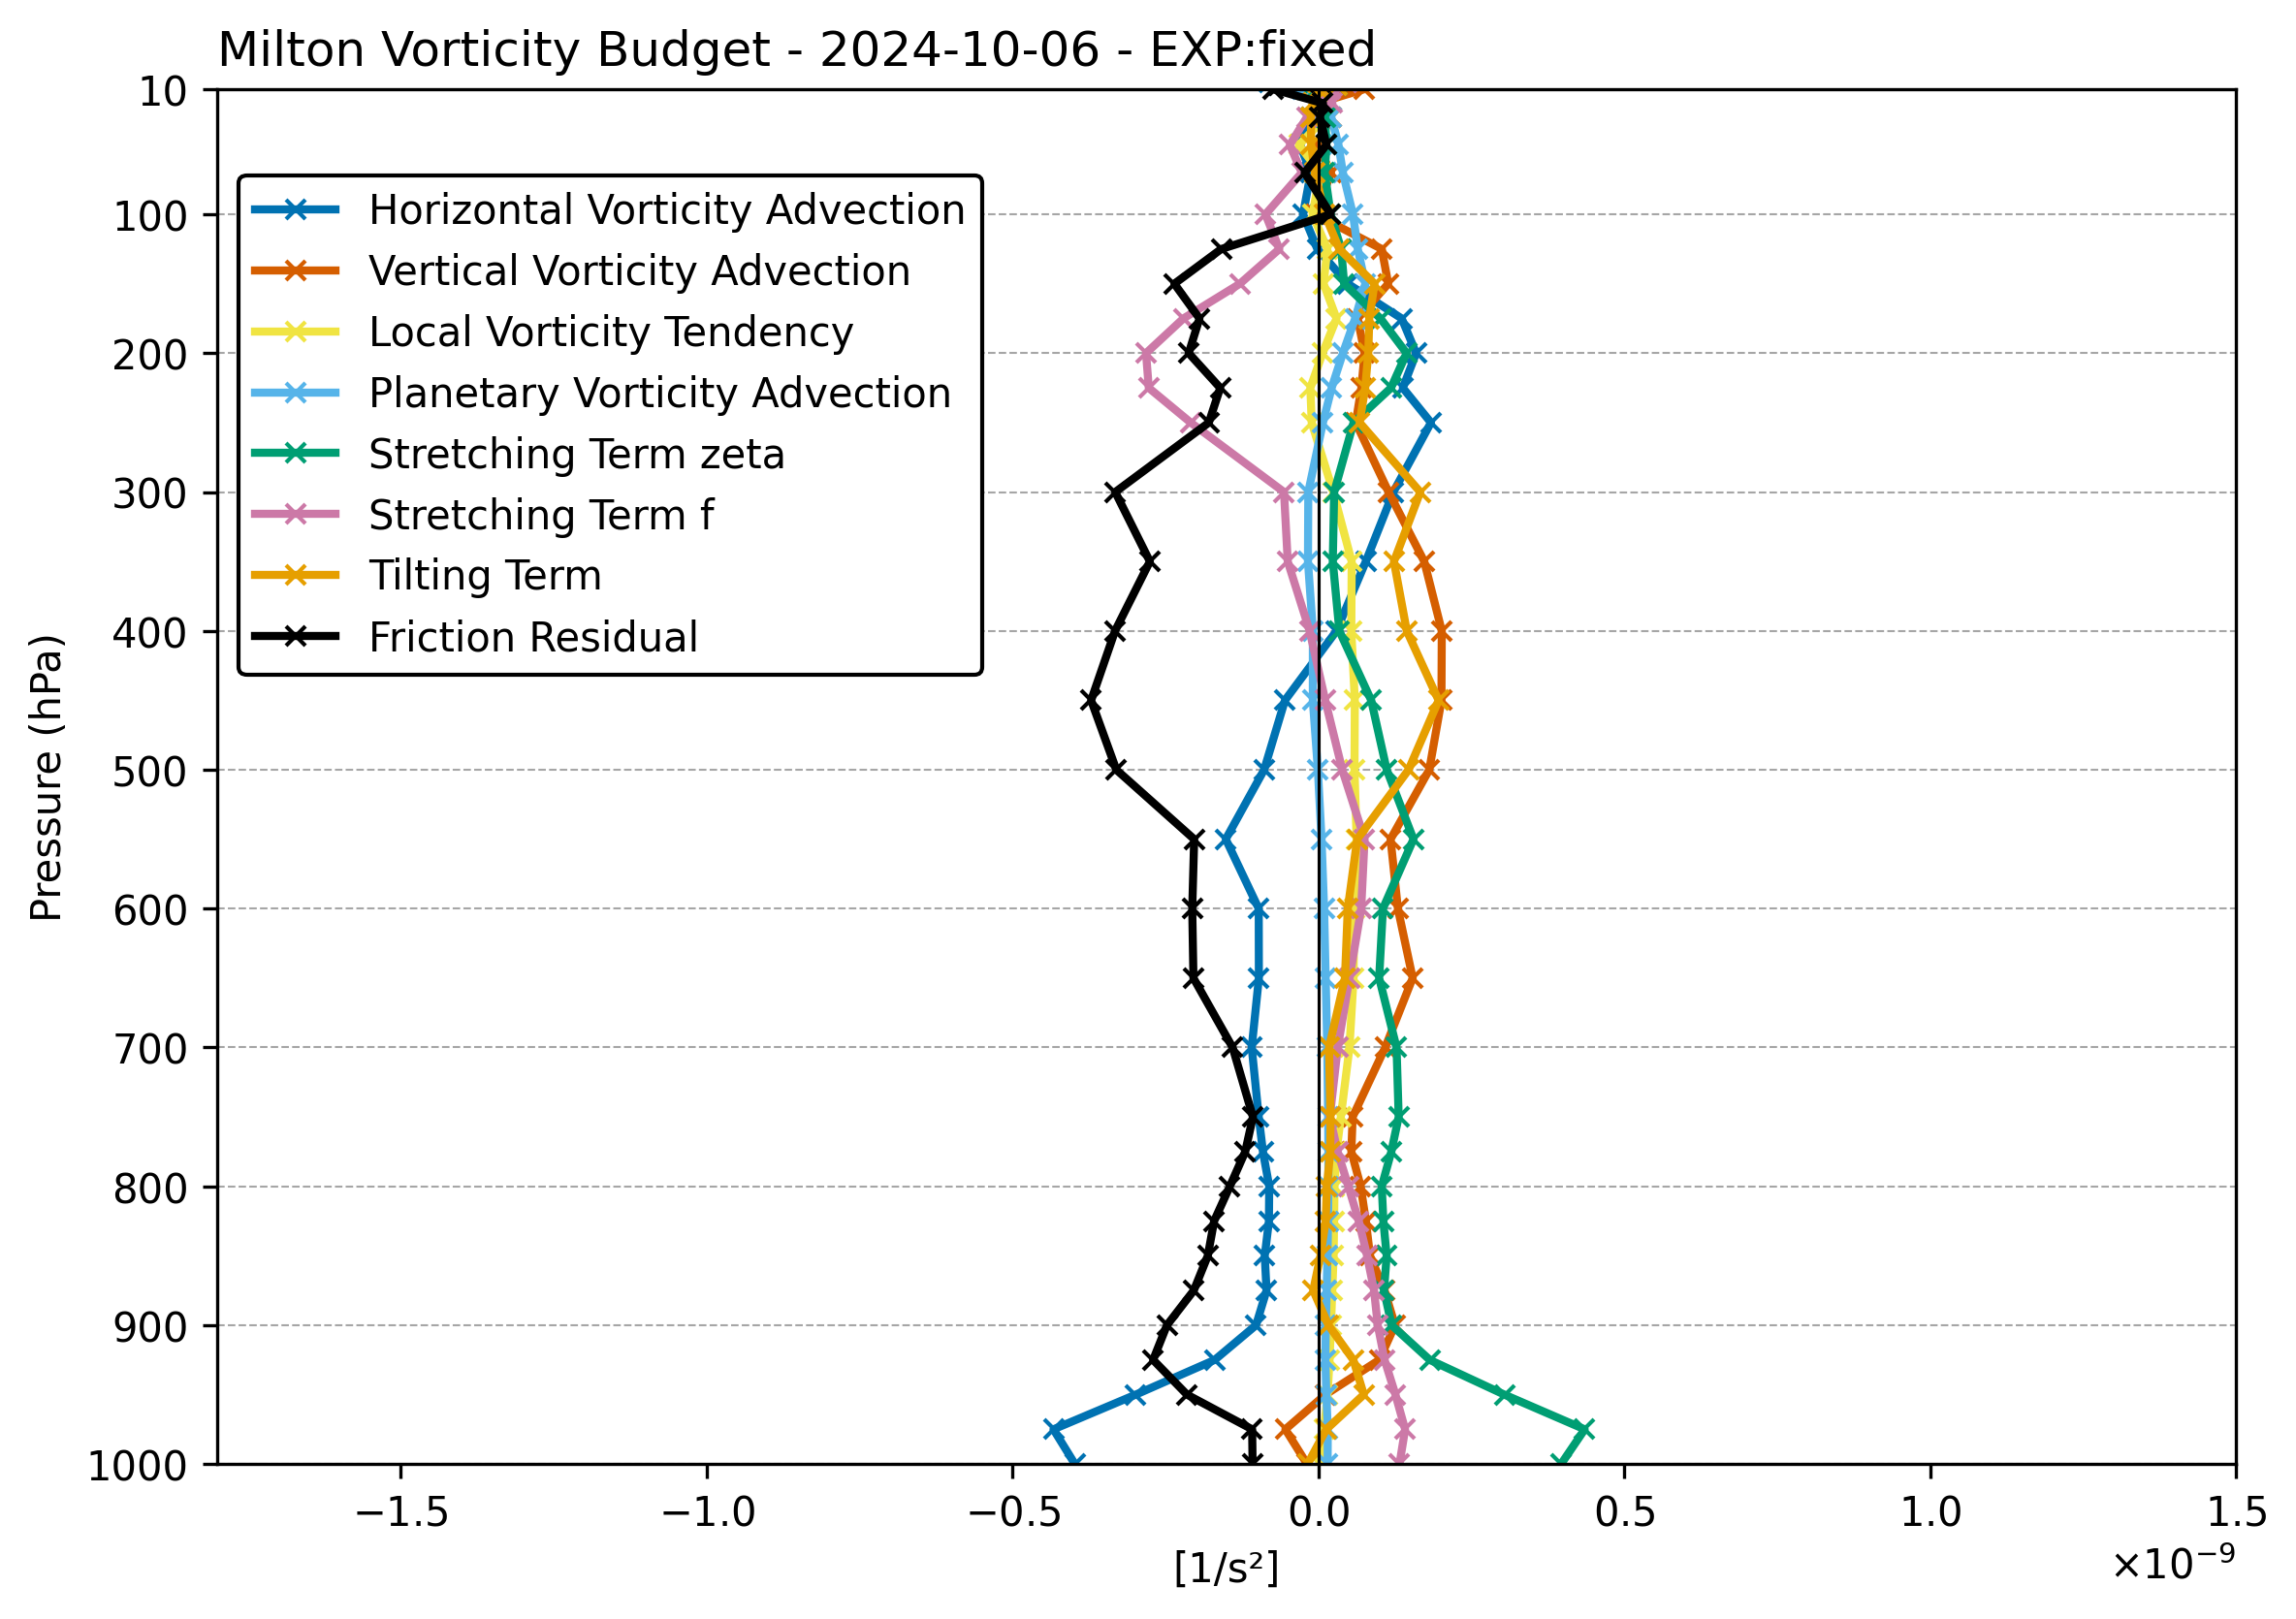 Milton Vorticity Budget - 2024-10-06 - EXP:fixed
10
100
200
300
400
500
600
700
800
900
1000
Pressure (hPa)
Horizontal Vorticity Advection
Vertical Vorticity Advection
Local Vorticity Tendency
Planetary Vorticity Advection
Stretching Term zeta
Stretching Term f
Tilting Term
Friction Residual
−1.5 −1.0 −0.5 0.0 0.5 1.0 1.5
[1/s²]
×10⁻⁹